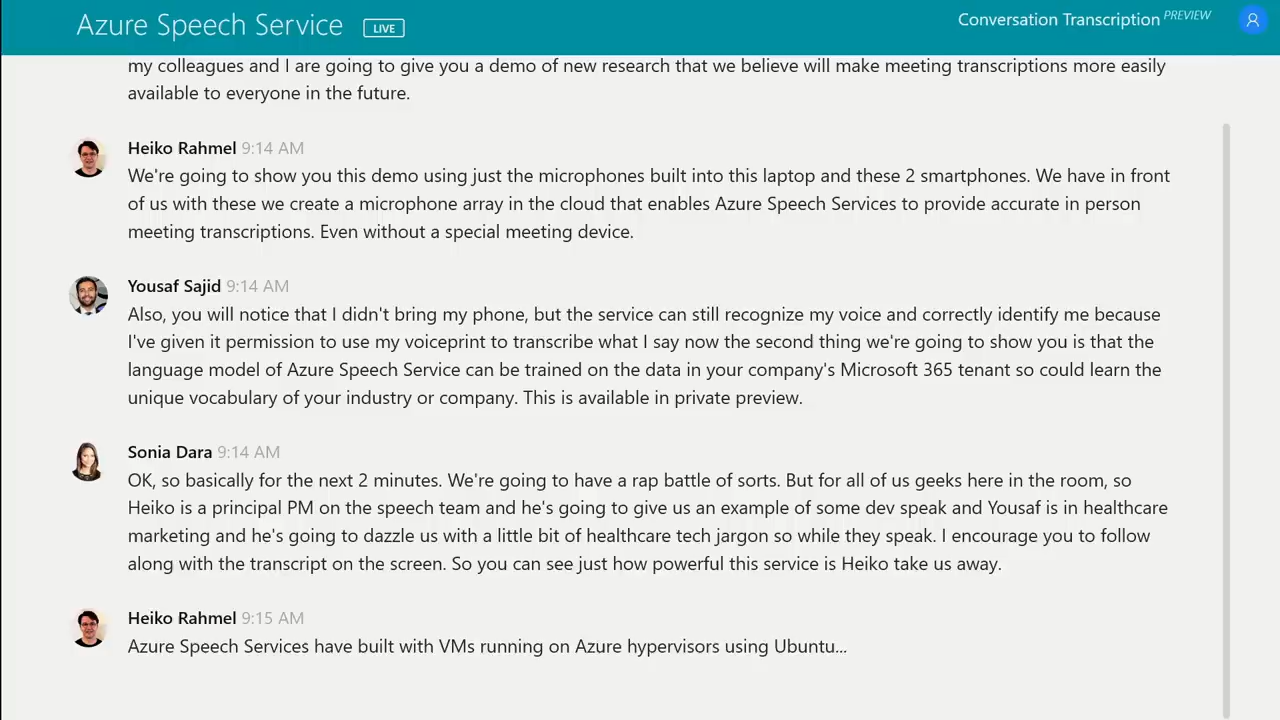 Azure Speech Service LIVE
Conversation Transcription PREVIEW
my colleagues and I are going to give you a demo of new research that we believe will make meeting transcriptions more easily
available to everyone in the future.
Heiko Rahmel 9:14 AM
We're going to show you this demo using just the microphones built into this laptop and these 2 smartphones. We have in front
of us with these we create a microphone array in the cloud that enables Azure Speech Services to provide accurate in person
meeting transcriptions. Even without a special meeting device.
Yousaf Sajid 9:14 AM
Also, you will notice that I didn't bring my phone, but the service can still recognize my voice and correctly identify me because
I've given it permission to use my voiceprint to transcribe what I say now the second thing we're going to show you is that the
language model of Azure Speech Service can be trained on the data in your company's Microsoft 365 tenant so could learn the
unique vocabulary of your industry or company. This is available in private preview.
Sonia Dara 9:14 AM
OK, so basically for the next 2 minutes. We're going to have a rap battle of sorts. But for all of us geeks here in the room, so
Heiko is a principal PM on the speech team and he's going to give us an example of some dev speak and Yousaf is in healthcare
marketing and he's going to dazzle us with a little bit of healthcare tech jargon so while they speak. I encourage you to follow
along with the transcript on the screen. So you can see just how powerful this service is Heiko take us away.
Heiko Rahmel 9:15 AM
Azure Speech Services have built with VMs running on Azure hypervisors using Ubuntu...